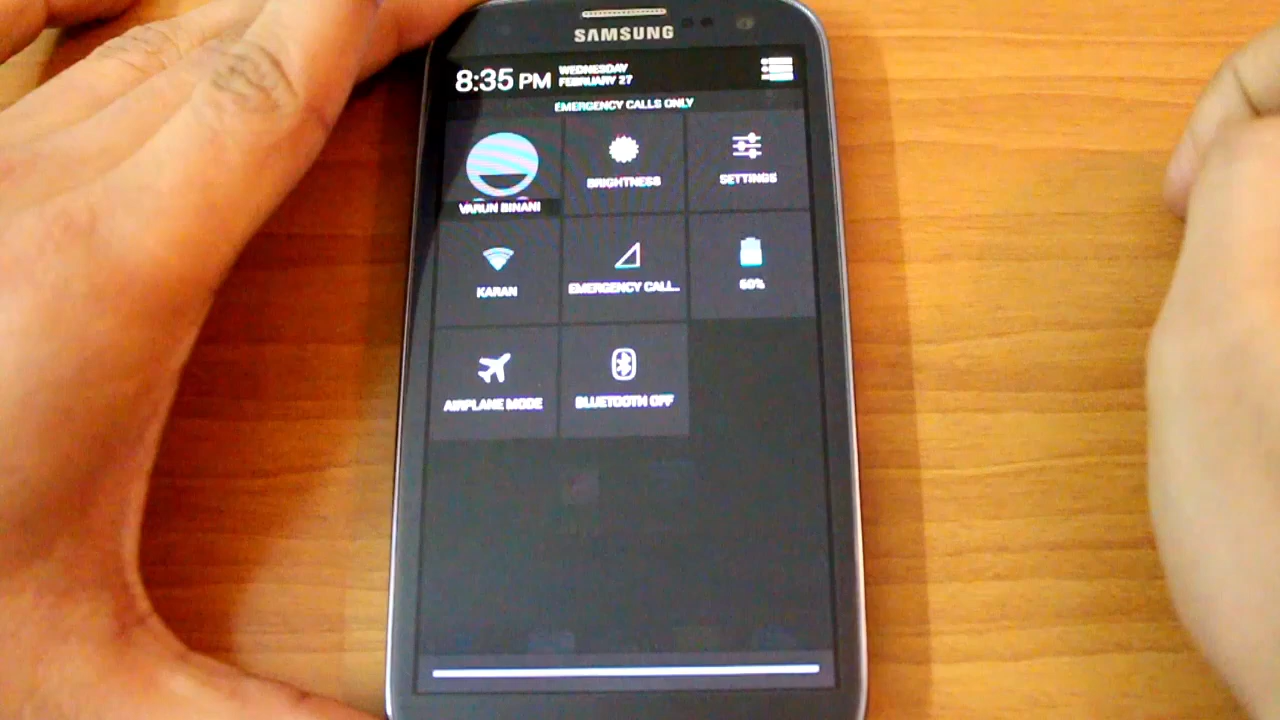 SAMSUNG
8:35 PM
WEDNESDAY
FEBRUARY 27
EMERGENCY CALLS ONLY
VARUN BINANI
BRIGHTNESS
SETTINGS
KARAN
EMERGENCY CALL..
60%
AIRPLANE MODE
BLUETOOTH OFF